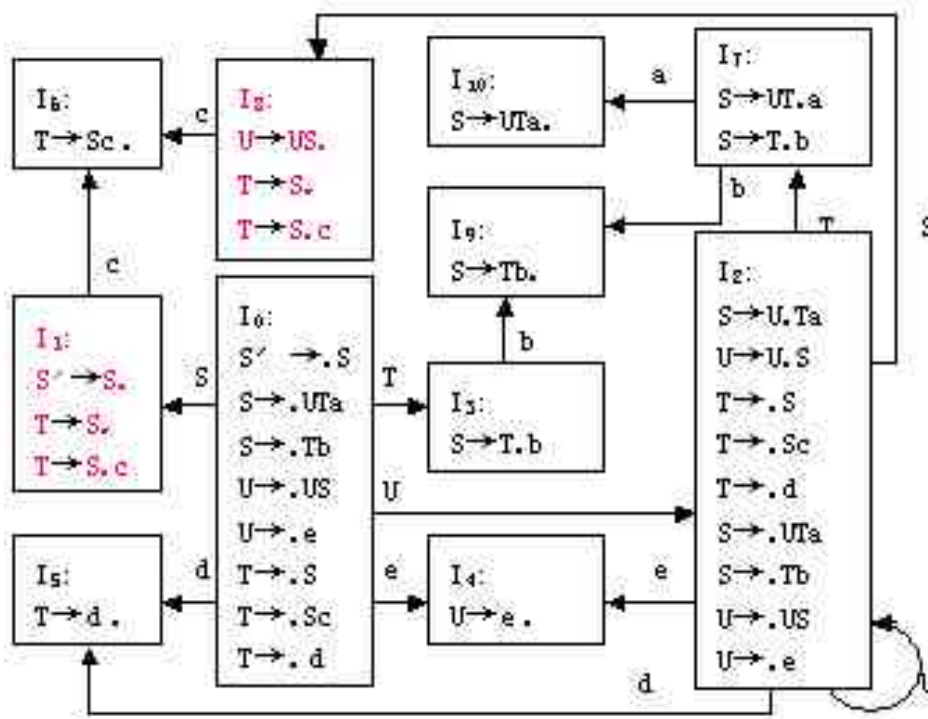 I₆:
T→Sc.
c
I₈:
U→US.
T→S.
T→S.c
I₁₀:
S→UTa.
a
I₇:
S→UT.a
S→T.b
b
T
S
I₉:
S→Tb.
c
b
I₁:
S′ →S.
T→S.
T→S.c
S
I₀:
S′ →.S
S→.UTa
S→.Tb
U→.US
U→.e
T→.S
T→.Sc
T→.d
T
I₃:
S→T.b
U
I₂:
S→U.Ta
U→U.S
T→.S
T→.Sc
T→.d
S→.UTa
S→.Tb
U→.US
U→.e
I₅:
T→d.
d
e
I₄:
U→e.
e
d
U